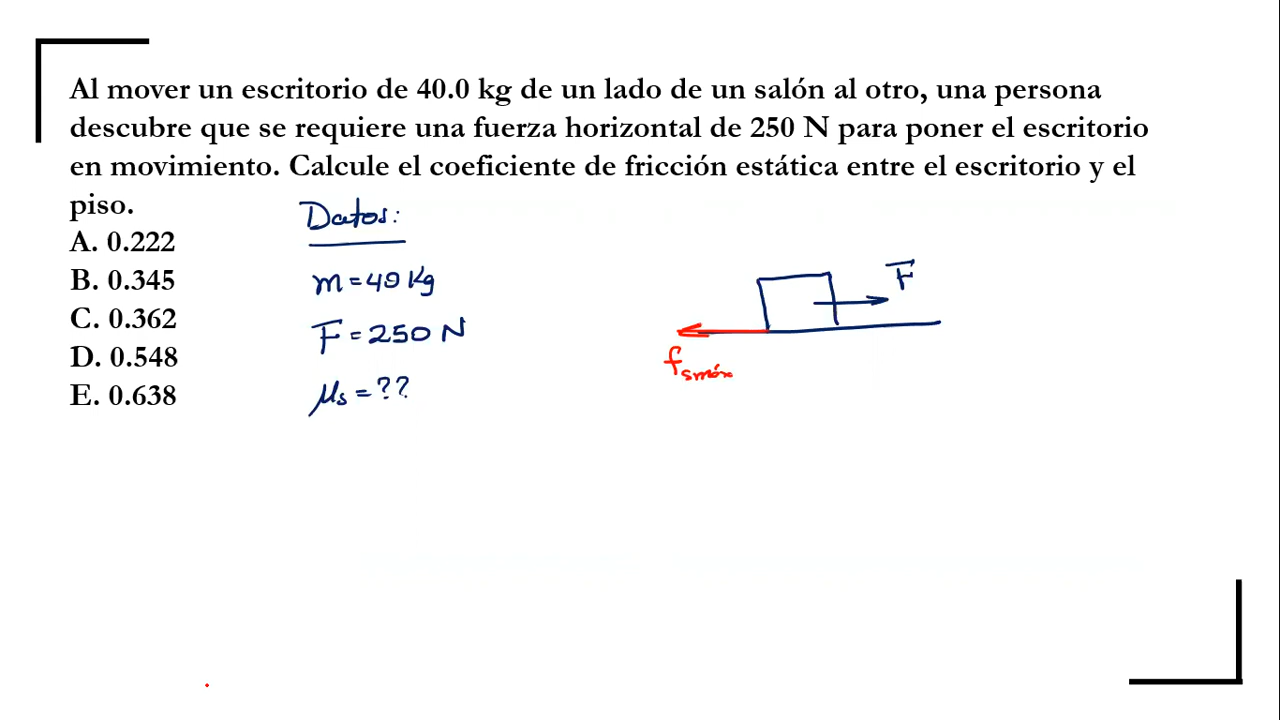 Al mover un escritorio de 40.0 kg de un lado de un salón al otro, una persona
descubre que se requiere una fuerza horizontal de 250 N para poner el escritorio
en movimiento. Calcule el coeficiente de fricción estática entre el escritorio y el
piso.
A. 0.222
B. 0.345
C. 0.362
D. 0.548
E. 0.638
Datos:
m = 40 Kg
F = 250 N
μs = ??
F
fsmáx